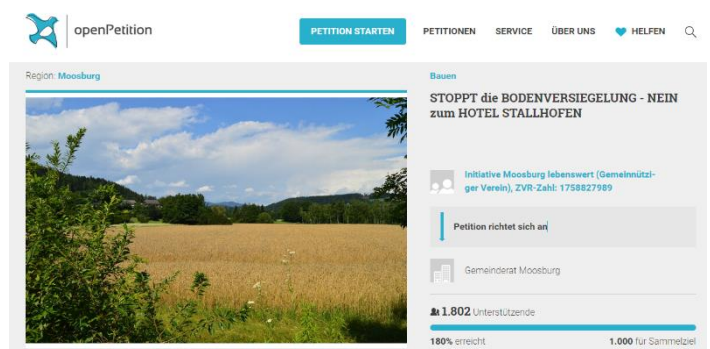 openPetition
PETITION STARTEN
PETITIONEN
SERVICE
ÜBER UNS
HELFEN
Region: Moosburg
Bauen
STOPPT die BODENVERSIEGELUNG - NEIN
zum HOTEL STALLHOFEN
Initiative Moosburg lebenswert (Gemeinnützi-
ger Verein), ZVR-Zahl: 1758827989
Petition richtet sich an
Gemeinderat Moosburg
1.802 Unterstützende
180% erreicht
1.000 für Sammelziel